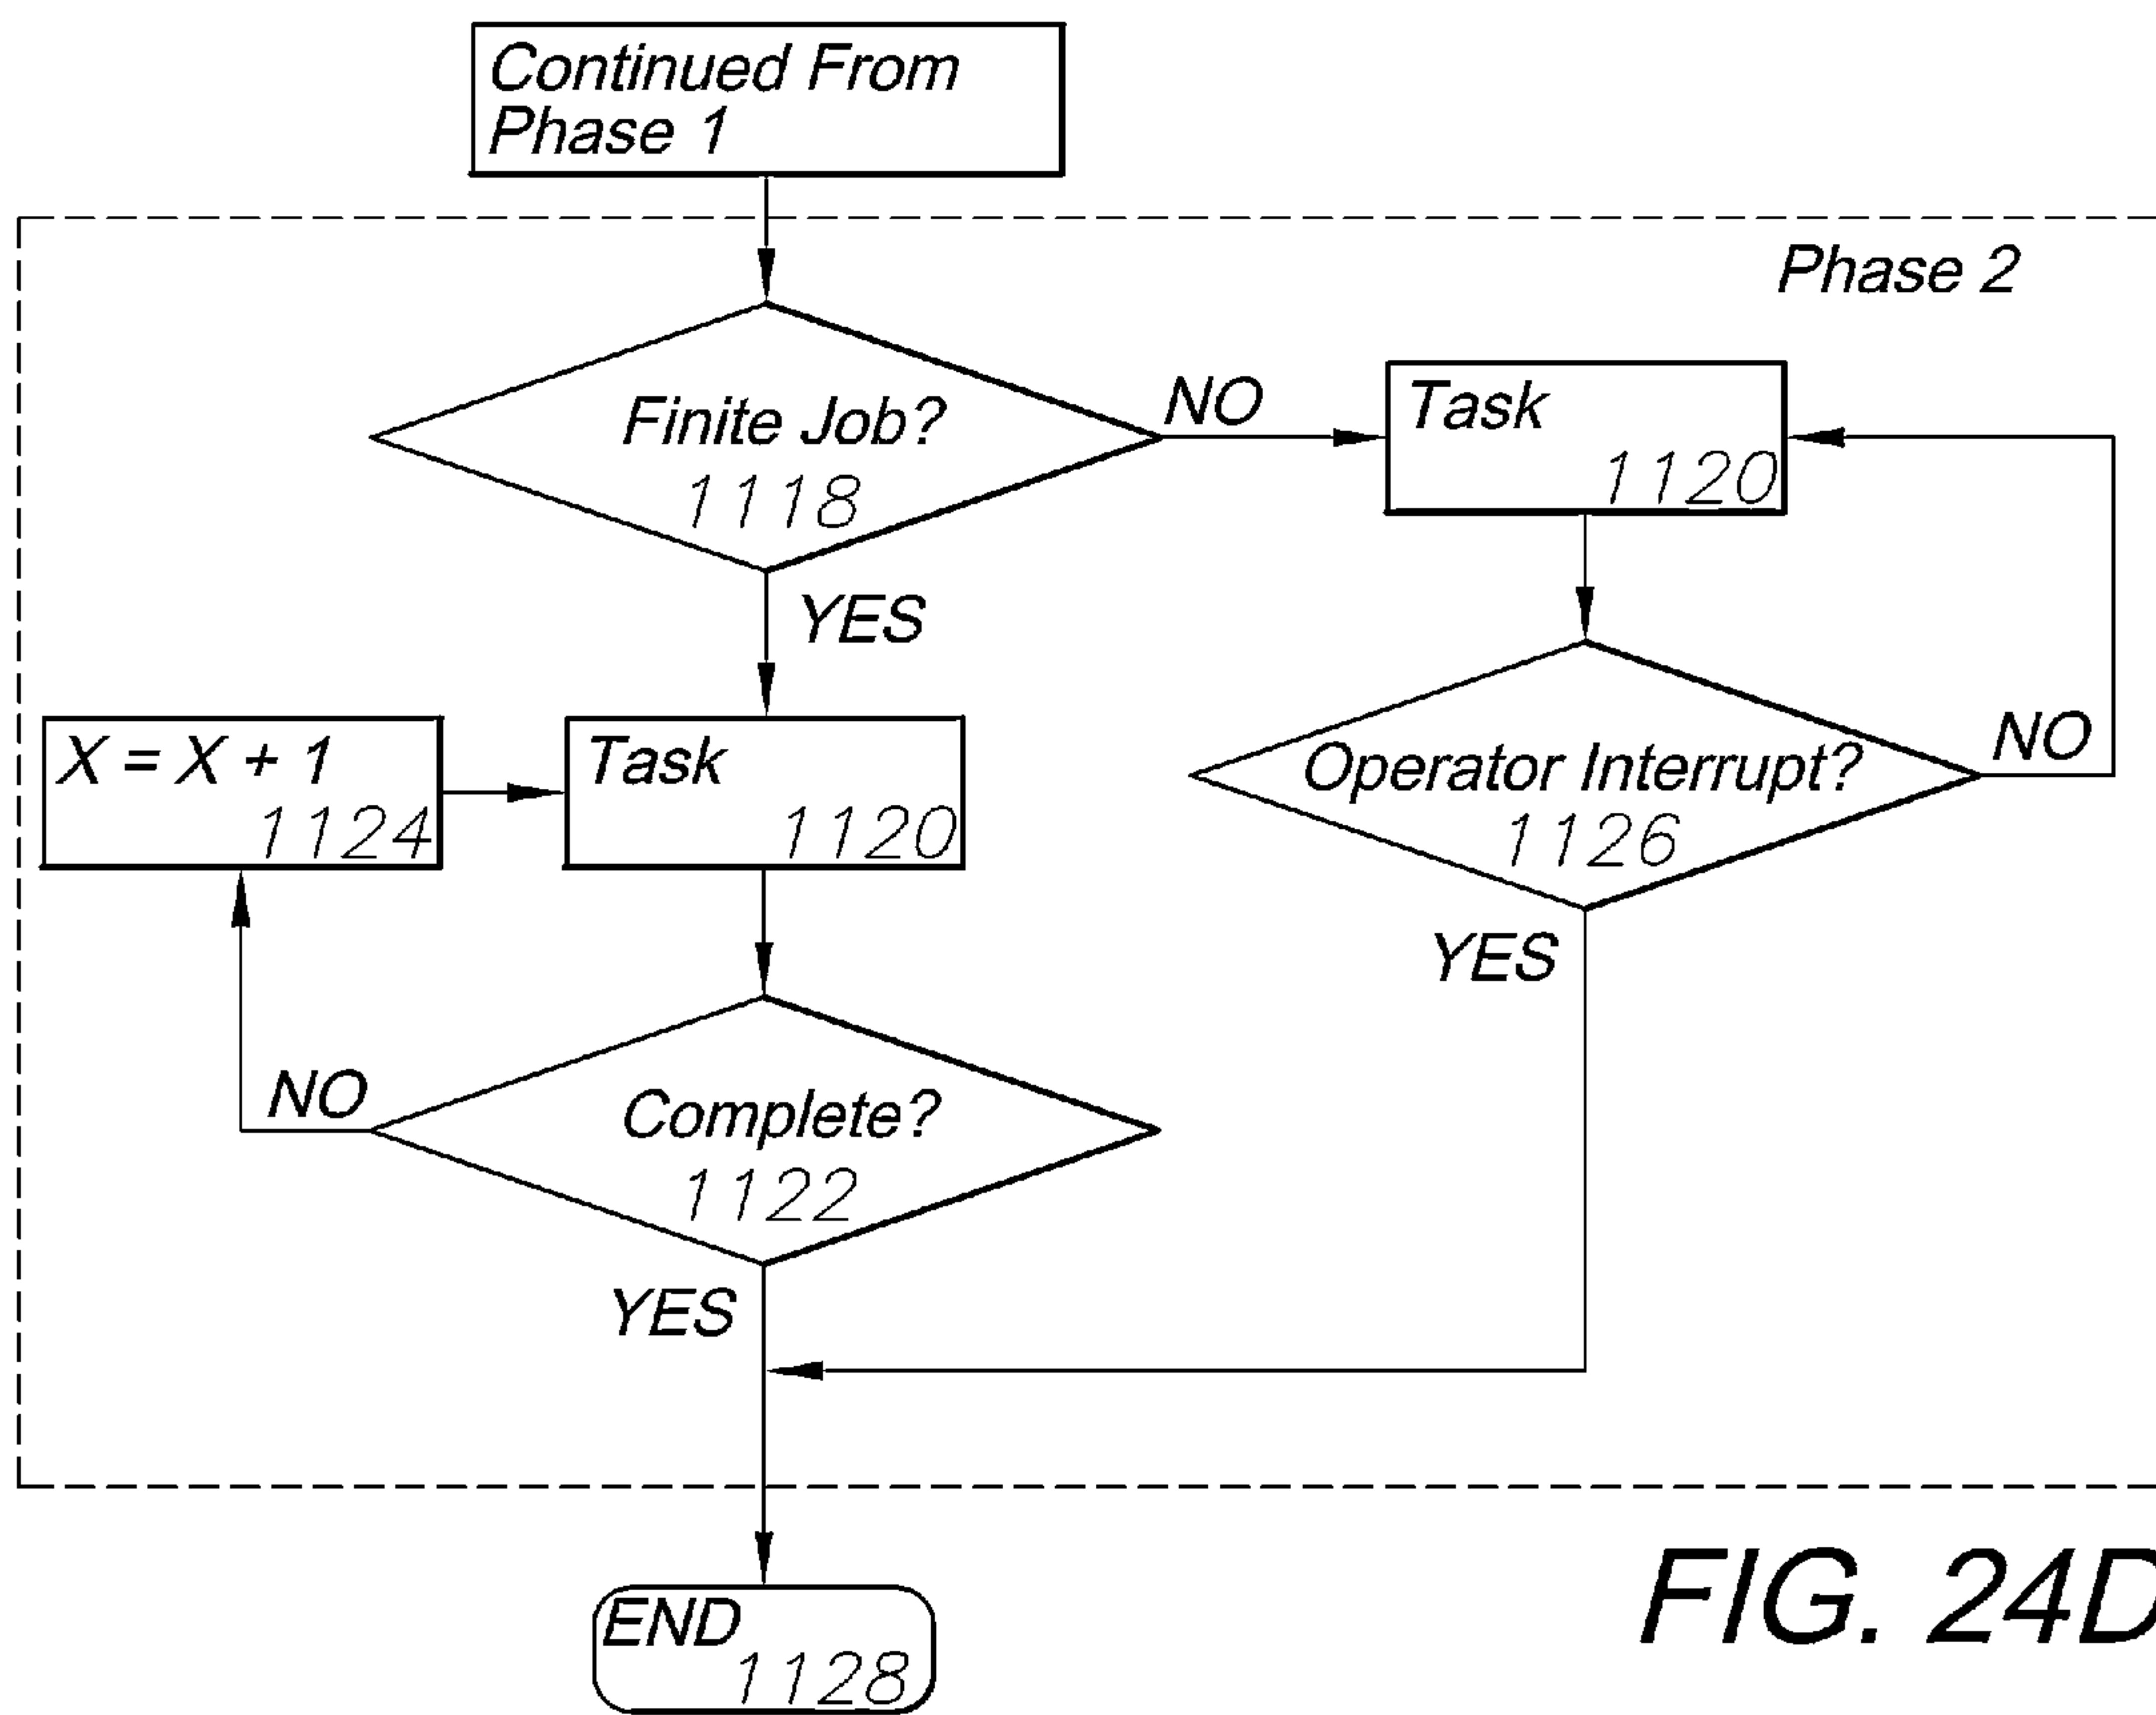 Continued From
Phase 1
Phase 2
Finite Job?
1118
NO
Task
1120
YES
X = X + 1
1124
Task
1120
Operator Interrupt?
1126
NO
YES
Complete?
1122
NO
YES
END
1128
FIG. 24D